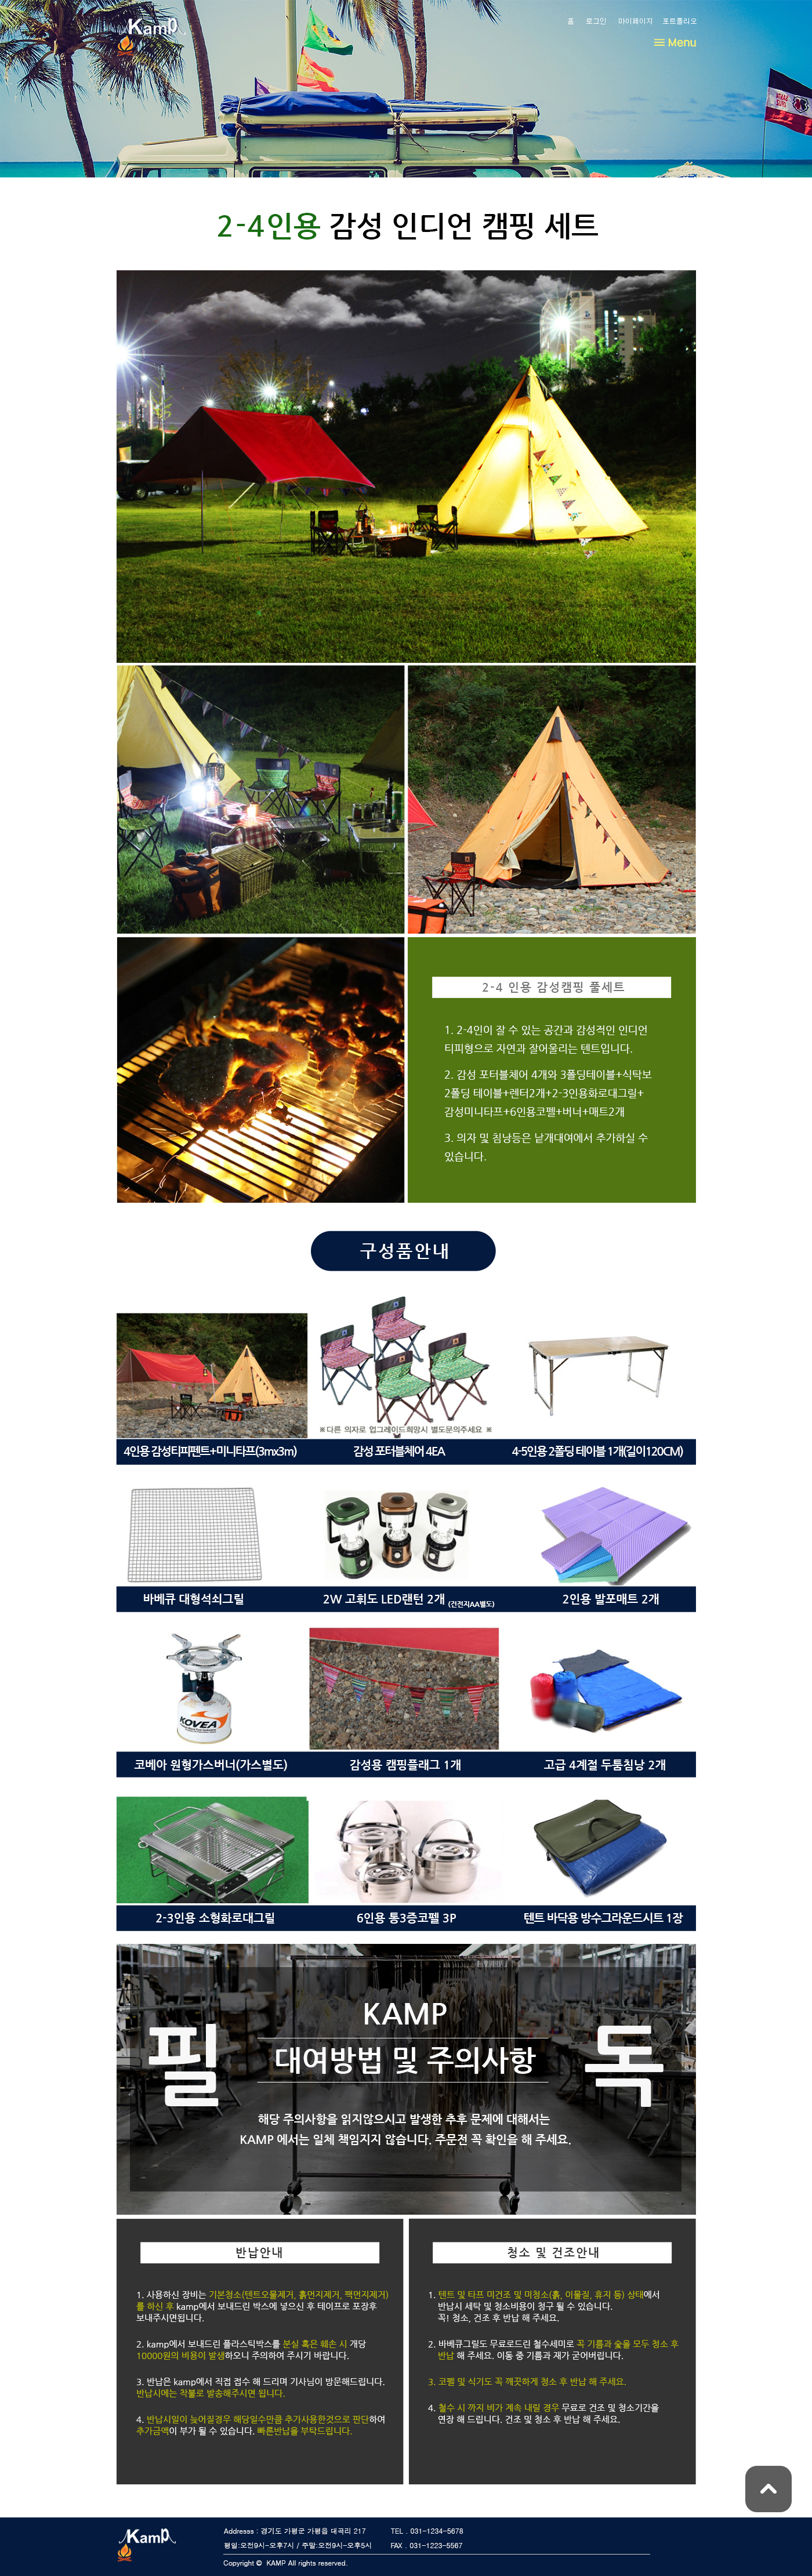 Kamp
홈 로그인 마이페이지 포트폴리오
Menu
2-4인용 감성 인디언 캠핑 세트
2-4 인용 감성캠핑 풀세트
1. 2-4인이 잘 수 있는 공간과 감성적인 인디언
티피형으로 자연과 잘어울리는 텐트입니다.
2. 감성 포터블체어 4개와 3폴딩테이블+식탁보
2폴딩 테이블+렌터2개+2-3인용화로대그릴+
감성미니타프+6인용코펠+버너+매트2개
3. 의자 및 침낭등은 낱개대여에서 추가하실 수
있습니다.
구성품안내
※다른 의자로 업그레이드희망시 별도문의주세요 ※
4인용 감성티피펜트+미니타프(3mx3m)
감성 포터블체어 4EA
4-5인용 2폴딩 테이블 1개(길이120CM)
바베큐 대형석쇠그릴
2W 고휘도 LED랜턴 2개 (건전지AA별도)
2인용 발포매트 2개
KOVEA
코베아 원형가스버너(가스별도)
감성용 캠핑플래그 1개
고급 4계절 두툼침낭 2개
2-3인용 소형화로대그릴
6인용 통3증코펠 3P
텐트 바닥용 방수그라운드시트 1장
필 독
KAMP
대여방법 및 주의사항
해당 주의사항을 읽지않으시고 발생한 추후 문제에 대해서는
KAMP 에서는 일체 책임지지 않습니다. 주문전 꼭 확인을 해 주세요.
반납안내
1. 사용하신 장비는 기본청소(텐트오물제거, 흙먼지제거, 팩먼지제거)
를 하신 후 kamp에서 보내드린 박스에 넣으신 후 테이프로 포장후
보내주시면됩니다.
2. kamp에서 보내드린 플라스틱박스를 분실 혹은 훼손 시 개당
10000원의 비용이 발생하오니 주의하여 주시기 바랍니다.
3. 반납은 kamp에서 직접 접수 해 드리며 기사님이 방문해드립니다.
반납시에는 착불로 발송해주시면 됩니다.
4. 반납시일이 늦어질경우 해당일수만큼 추가사용한것으로 판단하여
추가금액이 부가 될 수 있습니다. 빠른반납을 부탁드립니다.
청소 및 건조안내
1. 텐트 및 타프 미건조 및 미청소(흙, 이물질, 휴지 등) 상태에서
반납시 세탁 및 청소비용이 청구 될 수 있습니다.
꼭! 청소, 건조 후 반납 해 주세요.
2. 바베큐그릴도 무료로드린 철수세미로 꼭 기름과 숯을 모두 청소 후
반납 해 주세요. 이동 중 기름과 재가 굳어버립니다.
3. 코펠 및 식기도 꼭 깨끗하게 청소 후 반납 해 주세요.
4. 철수 시 까지 비가 계속 내릴 경우 무료로 건조 및 청소기간을
연장 해 드립니다. 건조 및 청소 후 반납 해 주세요.
Kamp
Addresss : 경기도 가평군 가평읍 대곡리 217 TEL . 031-1234-5678
평일:오전9시-오후7시 / 주말:오전9시-오후5시 FAX . 031-1223-5567
Copyright © KAMP. All rights reserved.